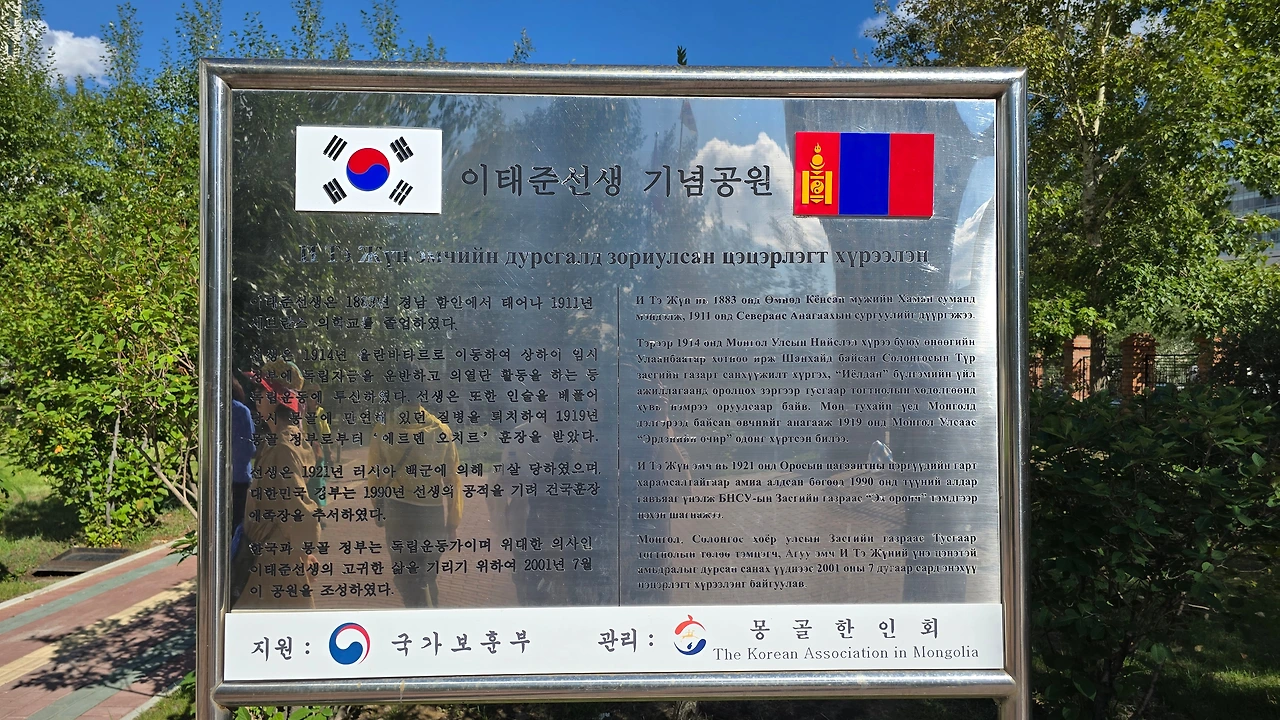 이태준선생 기념공원
И Тэ Жүн эмчийн дурсгалд зориулсан цэцэрлэгт хүрээлэн
이태준선생은 경남 함안에서 태어나 1911년
의학교를 졸업하였다.
선생은 1914년 울란바타르로 이동하여 상하이 임시
정부에 독립자금을 운반하고 의열단 활동을 하는 등
독립운동에 투신하였다. 선생은 또한 인술을 베풀어
당시 몽골에 만연해 있던 질병을 퇴치하여 1919년
몽골 정부로부터 '에르덴 오치르' 훈장을 받았다.
선생은 1921년 러시아 백군에 의해 피살 당하였으며,
대한민국 정부는 1990년 선생의 공적을 기려 건국훈장
애족장을 추서하였다.
한국과 몽골 정부는 독립운동가이며 위대한 의사인
이태준선생의 고귀한 삶을 기리기 위하여 2001년 7월
이 공원을 조성하였다.
И Тэ Жүн нь 1883 онд Өмнөд Кёнсан мужийн Хаман суманд
мэндэлж, 1911 онд Северанс Анагаахын сургуулийг дүүргэжээ.
Тэрээр 1914 онд Монгол Улсын Нийслэл хүрээ буюу өнөөгийн
Улаанбаатар хотноо ирж Шанхайд байсан Солонгосын Түр
засгийн газарт санхүүжилт хүргэх, "Иёлдан" бүлгэмийн үйл
ажиллагаанд оролцох зэргээр тусгаар тогтнолын хөдөлгөөнд
хувь нэмрээ оруулсаар байв. Мөн тухайн үед Монголд
дэлгэрээд байсан өвчнийг анагааж 1919 онд Монгол Улсаас
"Эрдэнийн очир" одонг хүртсэн билээ.
И Тэ Жүн эмч нь 1921 онд Оросын цагаантны цэргүүдийн гарт
харамсалтайгаар амиа алдсан бөгөөд 1990 онд түүний алдар
гавьяаг үнэлж БНСУ-ын Засгийн газраас "Эх оронч" тэмдгээр
нэхэн шагнажээ.
Монгол, Солонгос хоёр улсын Засгийн газраас Тусгаар
тогтнолын төлөө тэмцэгч, Агуу эмч И Тэ Жүний үнэ цэнэтэй
амьдралыг дурсан санах үүднээс 2001 оны 7 дугаар сард энэхүү
цэцэрлэгт хүрээлэнг байгуулав.
지원 : 국가보훈부 관리 : 몽골한인회
The Korean Association in Mongolia